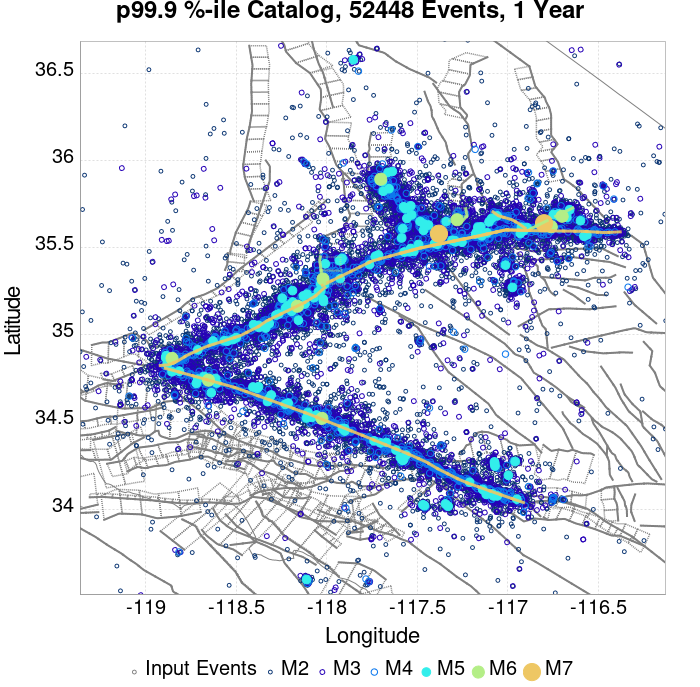 p99.9 %-ile Catalog, 52448 Events, 1 Year
36.5
36
35.5
35
34.5
34
Latitude
-119 -118.5 -118 -117.5 -117 -116.5
Longitude
Input Events M2 M3 M4 M5 M6 M7